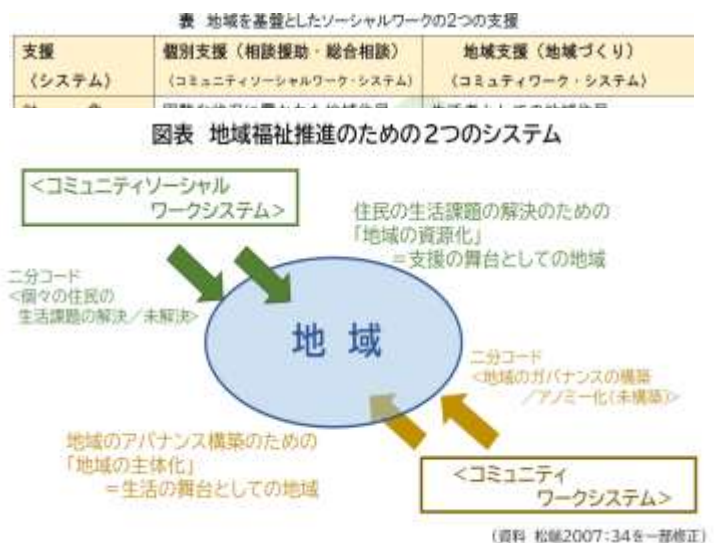 表 地域を基盤としたソーシャルワークの2つの支援
支援
(システム)
個別支援(相談援助・総合相談)
(コミュニティソーシャルワーク・システム)
地域支援(地域づくり)
(コミュティワーク・システム)
図表 地域福祉推進のための2つのシステム
<コミュニティソーシャル
ワークシステム>
住民の生活課題の解決のための
「地域の資源化」
=支援の舞台としての地域
二分コード
<個々の住民の
生活課題の解決/未解決>
地 域
二分コード
<地域のガバナンスの構築
/アノミー化(未構築)>
地域のアバナンス構築のための
「地域の主体化」
=生活の舞台としての地域
<コミュニティ
ワークシステム>
(資料 松端2007:34を一部修正)